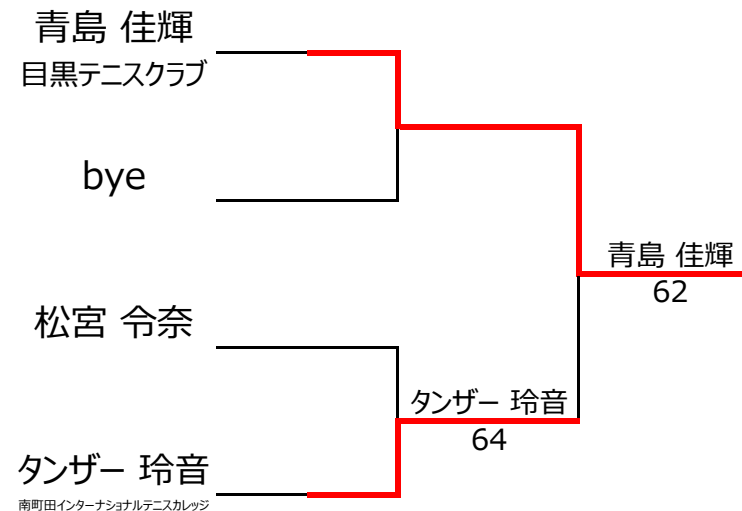 青島 佳輝
目黒テニスクラブ
bye
青島 佳輝
62
松宮 令奈
タンザー 玲音
64
タンザー 玲音
南町田インターナショナルテニスカレッジ